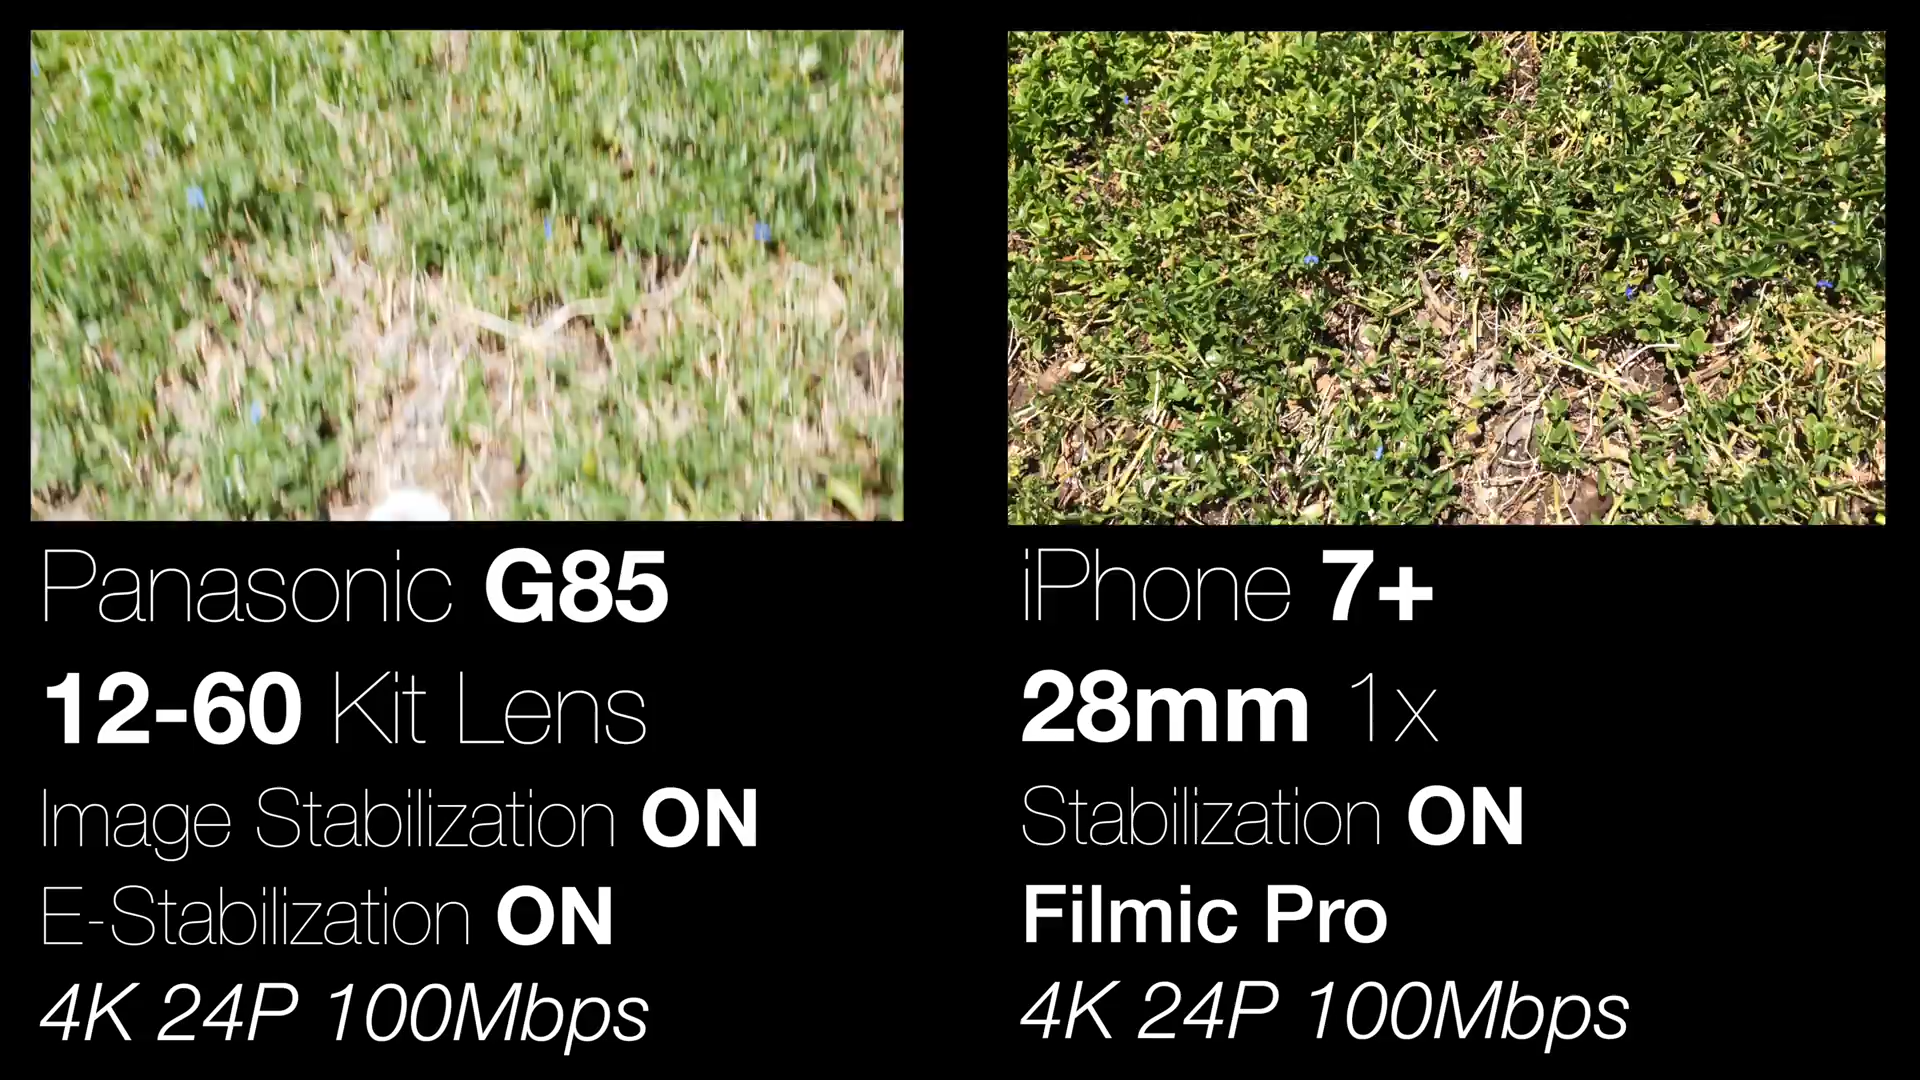 Panasonic G85
12-60 Kit Lens
Image Stabilization ON
E-Stabilization ON
4K 24P 100Mbps
iPhone 7+
28mm 1x
Stabilization ON
Filmic Pro
4K 24P 100Mbps